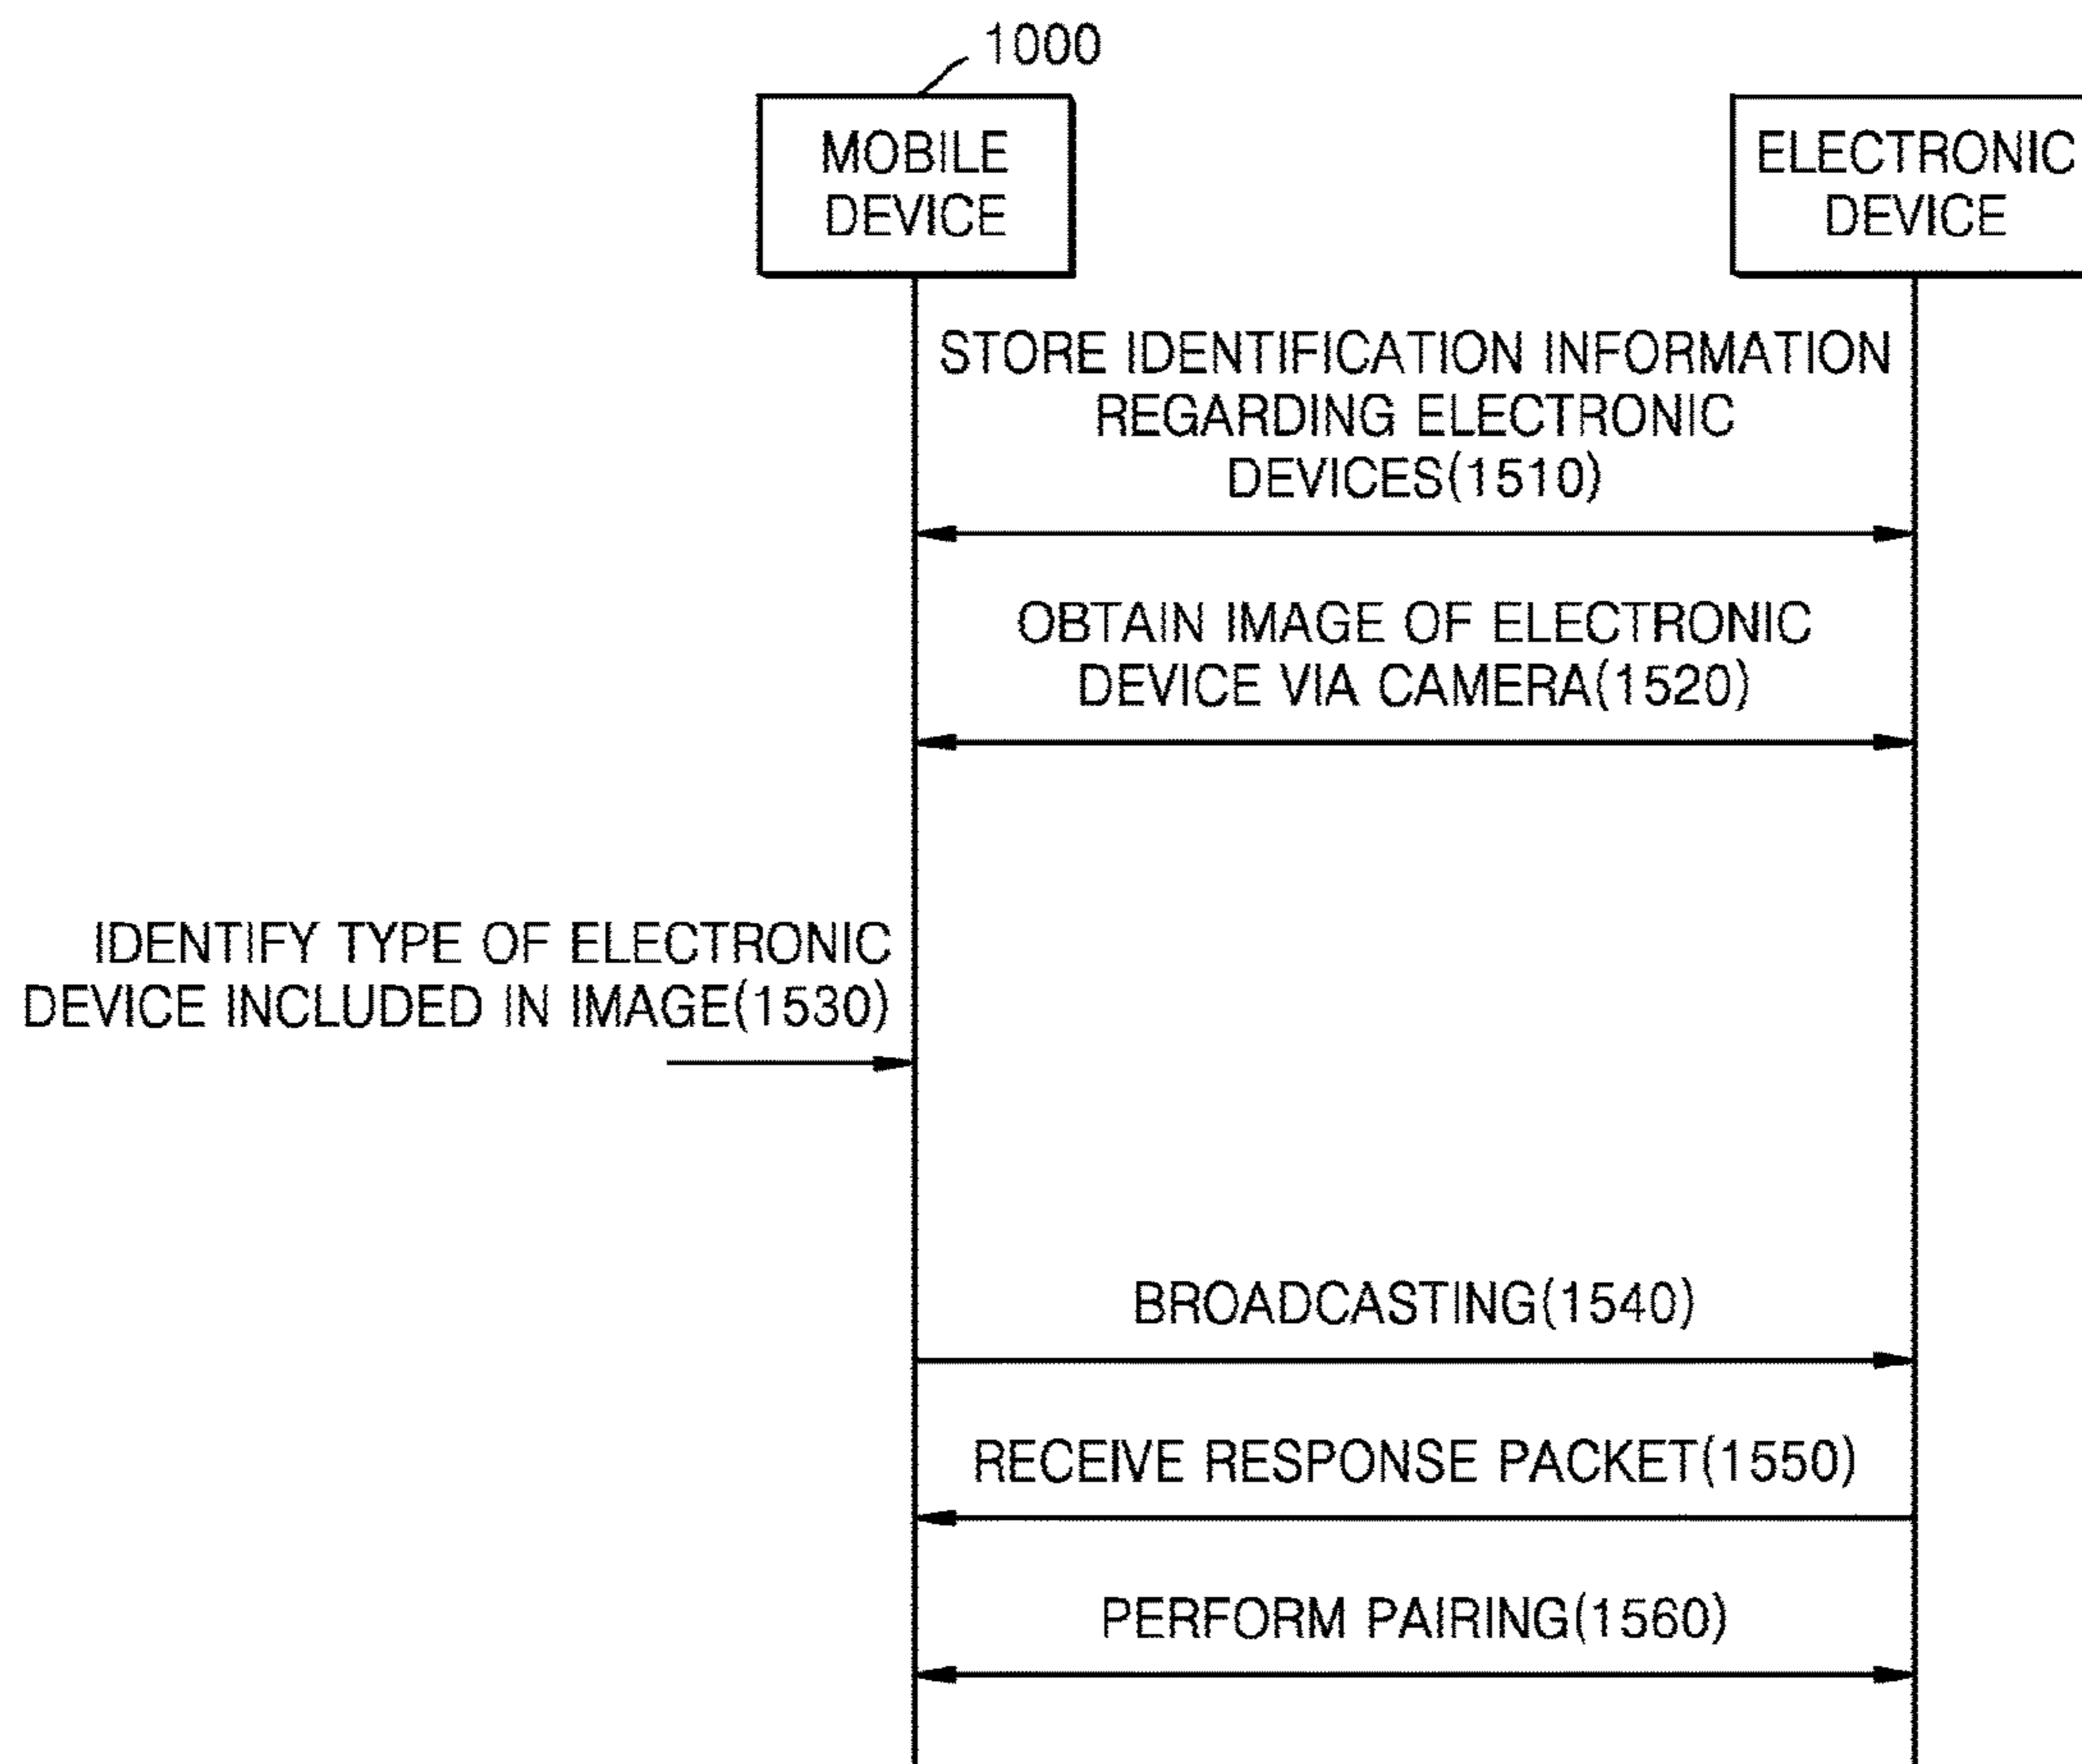 1000
MOBILE
DEVICE
ELECTRONIC
DEVICE
STORE IDENTIFICATION INFORMATION
REGARDING ELECTRONIC
DEVICES(1510)
OBTAIN IMAGE OF ELECTRONIC
DEVICE VIA CAMERA(1520)
IDENTIFY TYPE OF ELECTRONIC
DEVICE INCLUDED IN IMAGE(1530)
BROADCASTING(1540)
RECEIVE RESPONSE PACKET(1550)
PERFORM PAIRING(1560)